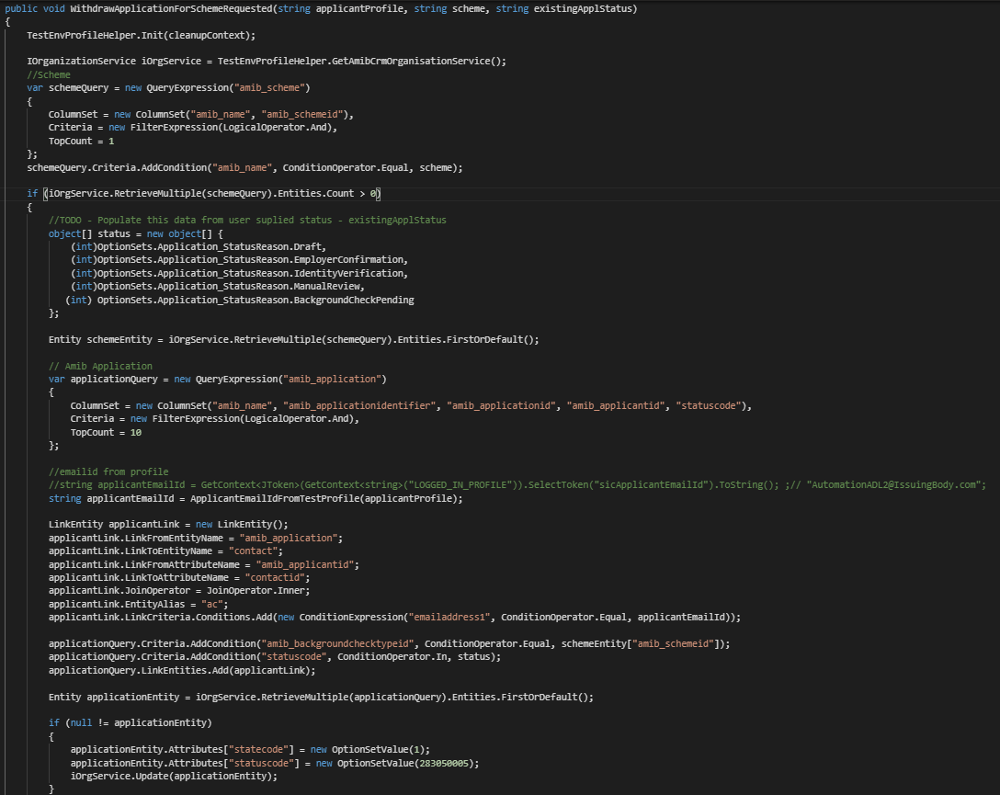 public void WithdrawApplicationForSchemeRequested(string applicantProfile, string scheme, string existingApplStatus)
{
TestEnvProfileHelper.Init(cleanupContext);
IOrganizationService iOrgService = TestEnvProfileHelper.GetAmibCrmOrganisationService();
//Scheme
var schemeQuery = new QueryExpression("amib_scheme")
{
ColumnSet = new ColumnSet("amib_name", "amib_schemeid"),
Criteria = new FilterExpression(LogicalOperator.And),
TopCount = 1
};
schemeQuery.Criteria.AddCondition("amib_name", ConditionOperator.Equal, scheme);
if (iOrgService.RetrieveMultiple(schemeQuery).Entities.Count > 0)
{
//TODO - Populate this data from user suplied status - existingApplStatus
object[] status = new object[] {
(int)OptionSets.Application_StatusReason.Draft,
(int)OptionSets.Application_StatusReason.EmployerConfirmation,
(int)OptionSets.Application_StatusReason.IdentityVerification,
(int)OptionSets.Application_StatusReason.ManualReview,
(int) OptionSets.Application_StatusReason.BackgroundCheckPending
};
Entity schemeEntity = iOrgService.RetrieveMultiple(schemeQuery).Entities.FirstOrDefault();
// Amib Application
var applicationQuery = new QueryExpression("amib_application")
{
ColumnSet = new ColumnSet("amib_name", "amib_applicationidentifier", "amib_applicationid", "amib_applicantid", "statuscode"),
Criteria = new FilterExpression(LogicalOperator.And),
TopCount = 10
};
//emailid from profile
//string applicantEmailId = GetContext<JToken>(GetContext<string>("LOGGED_IN_PROFILE")).SelectToken("sicApplicantEmailId").ToString(); ;// "AutomationADL2@IssuingBody.com";
string applicantEmailId = ApplicantEmailIdFromTestProfile(applicantProfile);
LinkEntity applicantLink = new LinkEntity();
applicantLink.LinkFromEntityName = "amib_application";
applicantLink.LinkToEntityName = "contact";
applicantLink.LinkFromAttributeName = "amib_applicantid";
applicantLink.LinkToAttributeName = "contactid";
applicantLink.JoinOperator = JoinOperator.Inner;
applicantLink.EntityAlias = "ac";
applicantLink.LinkCriteria.Conditions.Add(new ConditionExpression("emailaddress1", ConditionOperator.Equal, applicantEmailId));
applicationQuery.Criteria.AddCondition("amib_backgroundchecktypeid", ConditionOperator.Equal, schemeEntity["amib_schemeid"]);
applicationQuery.Criteria.AddCondition("statuscode", ConditionOperator.In, status);
applicationQuery.LinkEntities.Add(applicantLink);
Entity applicationEntity = iOrgService.RetrieveMultiple(applicationQuery).Entities.FirstOrDefault();
if (null != applicationEntity)
{
applicationEntity.Attributes["statecode"] = new OptionSetValue(1);
applicationEntity.Attributes["statuscode"] = new OptionSetValue(283050005);
iOrgService.Update(applicationEntity);
}